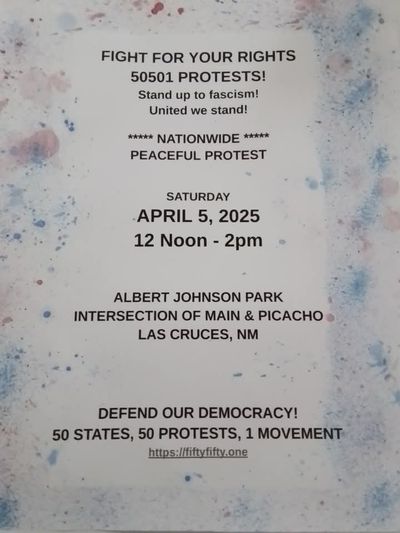 FIGHT FOR YOUR RIGHTS
50501 PROTESTS!
Stand up to fascism!
United we stand!
***** NATIONWIDE *****
PEACEFUL PROTEST
SATURDAY
APRIL 5, 2025
12 Noon - 2pm
ALBERT JOHNSON PARK
INTERSECTION OF MAIN & PICACHO
LAS CRUCES, NM
DEFEND OUR DEMOCRACY!
50 STATES, 50 PROTESTS, 1 MOVEMENT
https://fiftyfifty.one